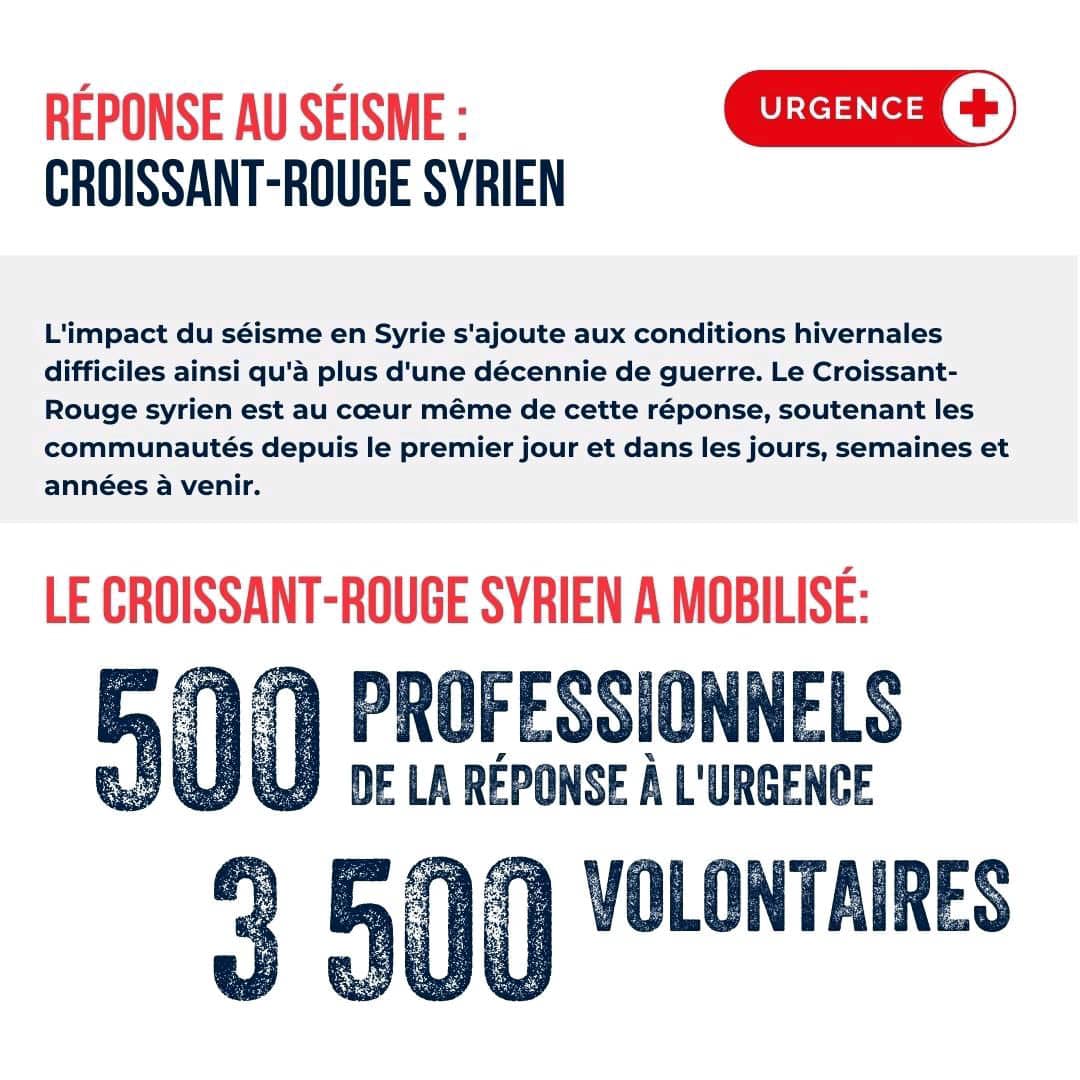 RÉPONSE AU SÉISME :
CROISSANT-ROUGE SYRIEN
URGENCE
L'impact du séisme en Syrie s'ajoute aux conditions hivernales
difficiles ainsi qu'à plus d'une décennie de guerre. Le Croissant-
Rouge syrien est au cœur même de cette réponse, soutenant les
communautés depuis le premier jour et dans les jours, semaines et
années à venir.
LE CROISSANT-ROUGE SYRIEN A MOBILISÉ:
500 PROFESSIONNELS
DE LA RÉPONSE À L'URGENCE
3 500 VOLONTAIRES